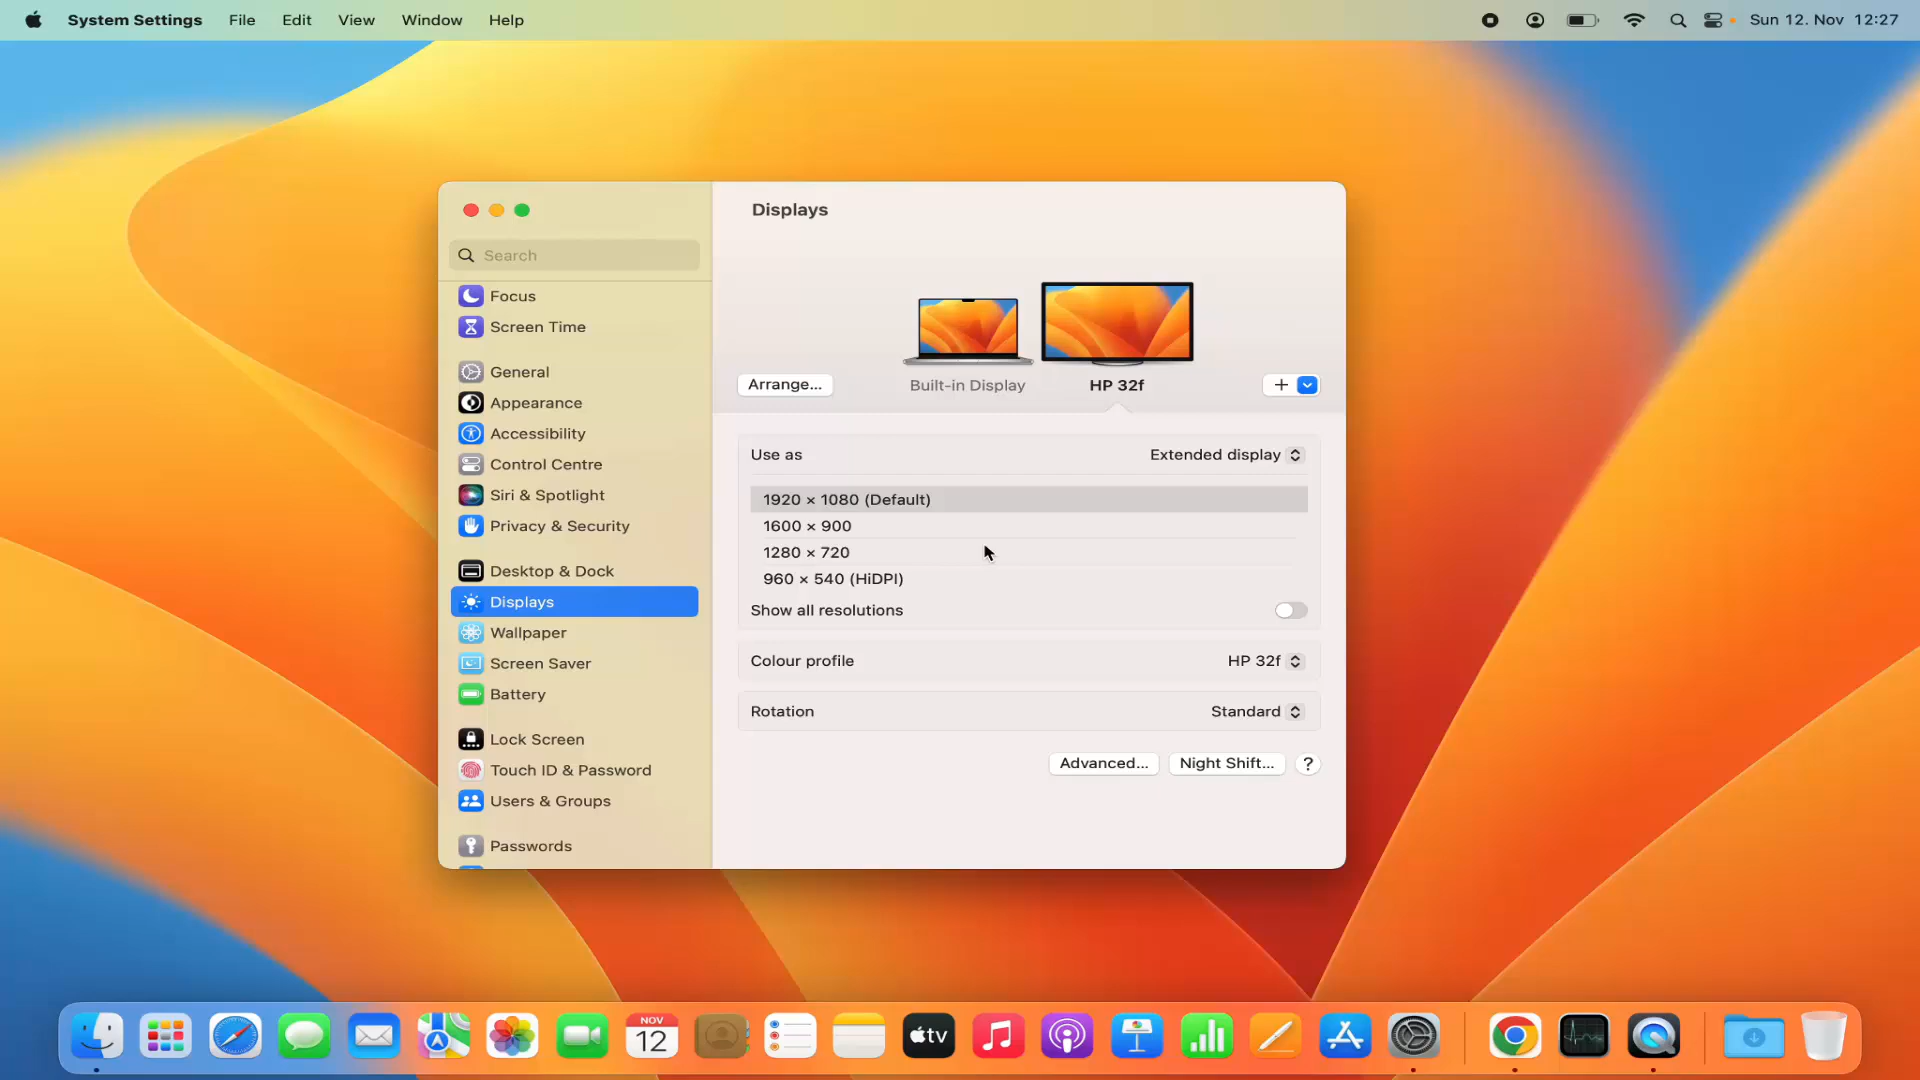 System Settings File Edit View Window Help Sun 12. Nov 12:27
Search
Focus
Screen Time
General
Appearance
Accessibility
Control Centre
Siri & Spotlight
Privacy & Security
Desktop & Dock
Displays
Wallpaper
Screen Saver
Battery
Lock Screen
Touch ID & Password
Users & Groups
Passwords
Displays
Arrange... Built-in Display HP 32f
Use as Extended display
1920 × 1080 (Default)
1600 × 900
1280 × 720
960 × 540 (HiDPI)
Show all resolutions
Colour profile HP 32f
Rotation Standard
Advanced... Night Shift... ?
NOV
12
tv